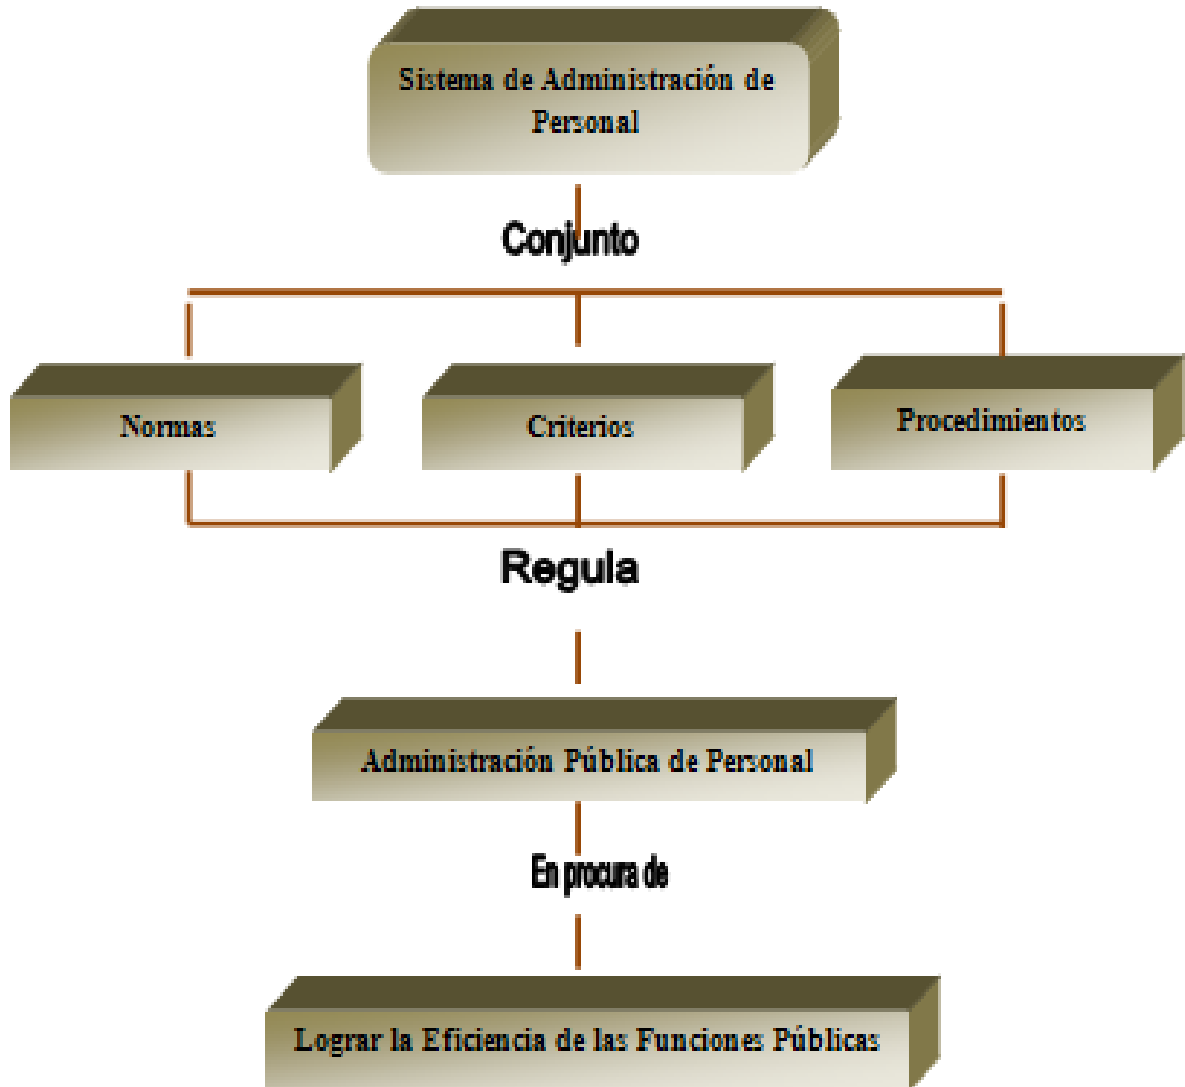 Sistema de Administración de
Personal
Conjunto
Normas
Criterios
Procedimientos
Regula
Administración Pública de Personal
En procura de
Lograr la Eficiencia de las Funciones Públicas